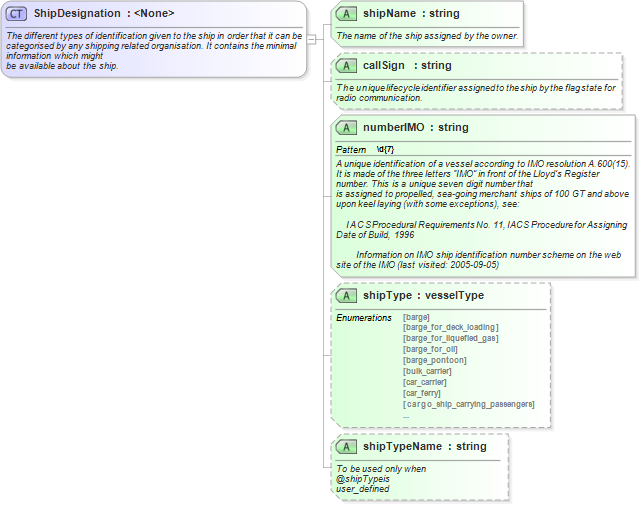 CT ShipDesignation : <None>
The different types of identification given to the ship in order that it can be
categorised by any shipping related organisation. It contains the minimal
information which might
be available about the ship.
A shipName : string
The name of the ship assigned by the owner.
A callSign : string
The unique lifecycle identifier assigned to the ship by the flag state for
radio communication.
A numberIMO : string
Pattern \d{7}
A unique identification of a vessel according to IMO resolution A.600(15).
It is made of the three letters "IMO" in front of the Lloyd's Register
number. This is a unique seven digit number that
is assigned to propelled, sea-going merchant ships of 100 GT and above
upon keel laying (with some exceptions), see:
IACS Procedural Requirements No. 11, IACS Procedure for Assigning
Date of Build, 1996
Information on IMO ship identification number scheme on the web
site of the IMO (last visited: 2005-09-05)
A shipType : vesselType
Enumerations [barge]
[barge_for_deck_loading]
[barge_for_liquefied_gas]
[barge_for_oil]
[barge_pontoon]
[bulk_carrier]
[car_carrier]
[car_ferry]
[cargo_ship_carrying_passengers]
...
A shipTypeName : string
To be used only when
@shipTypeis
user_defined